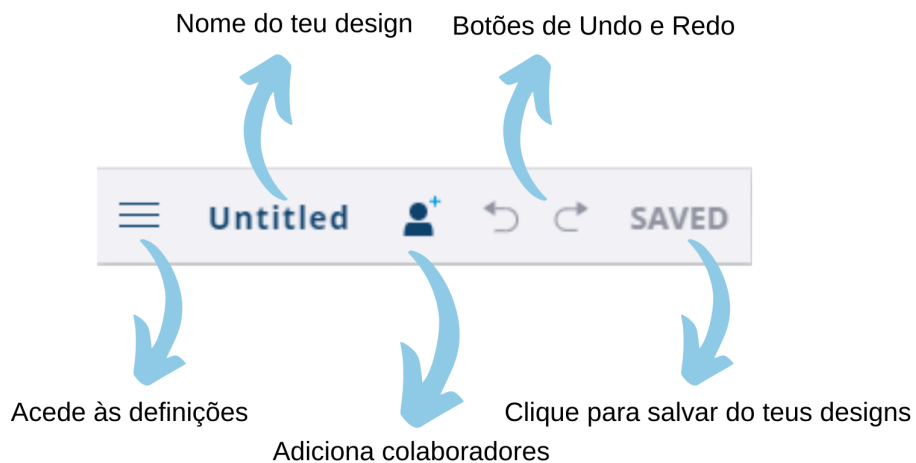 Nome do teu design
Botões de Undo e Redo
Untitled
SAVED
Acede às definições
Clique para salvar do teus designs
Adiciona colaboradores